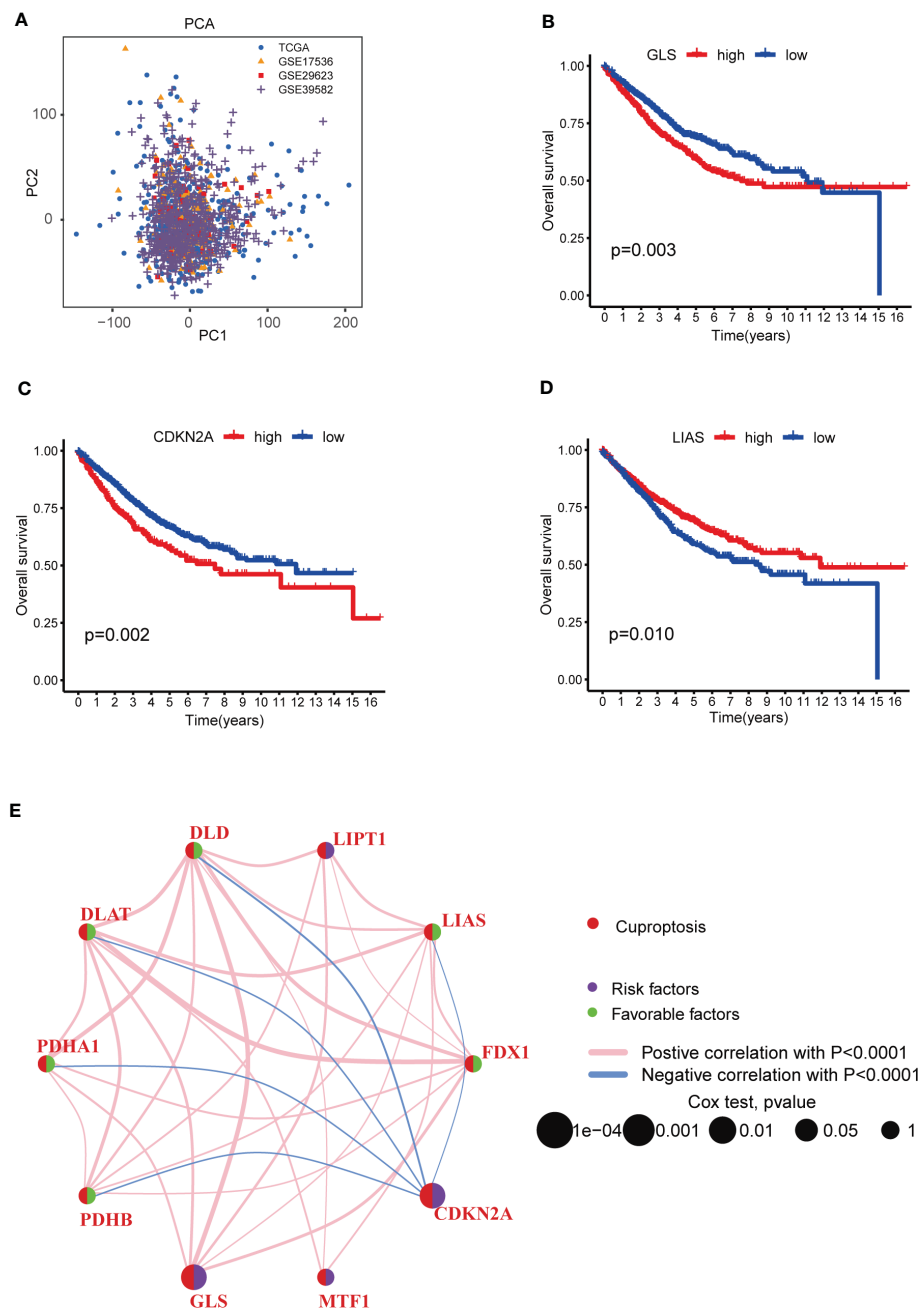 A
PCA
TCGA
GSE17536
GSE29623
GSE39582
100
0
PC2
−100
0
100
200
PC1
B
GLS high low
1.00
0.75
0.50
0.25
0.00
Overall survival
p=0.003
0 1 2 3 4 5 6 7 8 9 10 11 12 13 14 15 16
Time(years)
C
CDKN2A high low
1.00
0.75
0.50
0.25
0.00
Overall survival
p=0.002
0 1 2 3 4 5 6 7 8 9 10 11 12 13 14 15 16
Time(years)
D
LIAS high low
1.00
0.75
0.50
0.25
0.00
Overall survival
p=0.010
0 1 2 3 4 5 6 7 8 9 10 11 12 13 14 15 16
Time(years)
E
DLD
LIPT1
DLAT
LIAS
PDHA1
FDX1
PDHB
CDKN2A
GLS
MTF1
Cuproptosis
Risk factors
Favorable factors
Postive correlation with P<0.0001
Negative correlation with P<0.0001
Cox test, pvalue
1e−04 0.001 0.01 0.05 1